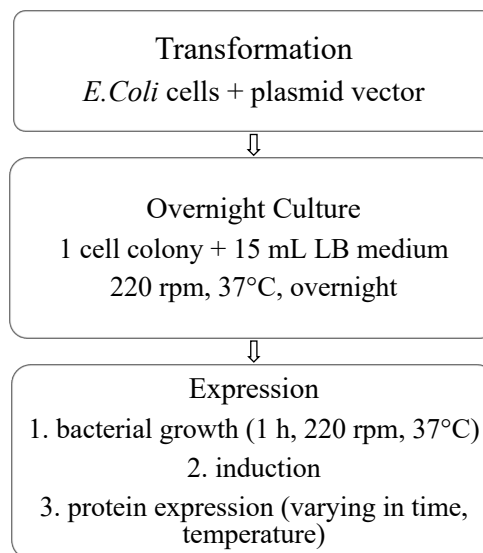 Transformation
E.Coli cells + plasmid vector
Overnight Culture
1 cell colony + 15 mL LB medium
220 rpm, 37°C, overnight
Expression
1. bacterial growth (1 h, 220 rpm, 37°C)
2. induction
3. protein expression (varying in time,
temperature)